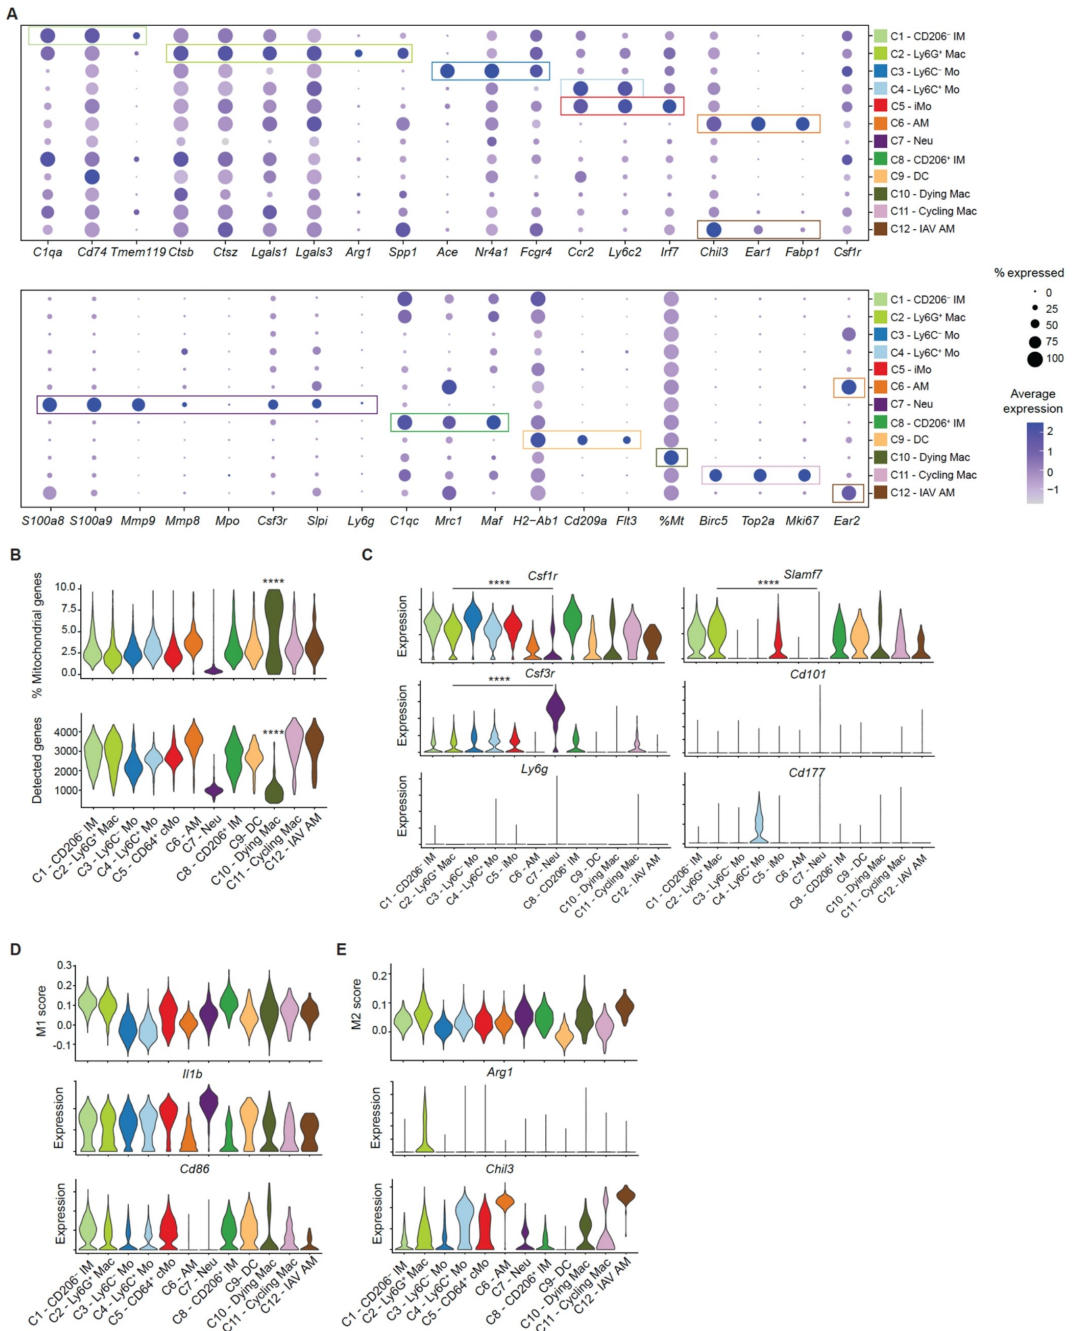 A
C1 - CD206⁻ IM
C2 - Ly6G⁺ Mac
C3 - Ly6C⁻ Mo
C4 - Ly6C⁺ Mo
C5 - iMo
C6 - AM
C7 - Neu
C8 - CD206⁺ IM
C9 - DC
C10 - Dying Mac
C11 - Cycling Mac
C12 - IAV AM
C1qa Cd74 Tmem119 Ctsb Ctsz Lgals1 Lgals3 Arg1 Spp1 Ace Nr4a1 Fcgr4 Ccr2 Ly6c2 Irf7 Chil3 Ear1 Fabp1 Csf1r
% expressed
0
25
50
75
100
Average
expression
2
1
0
−1
C1 - CD206⁻ IM
C2 - Ly6G⁺ Mac
C3 - Ly6C⁻ Mo
C4 - Ly6C⁺ Mo
C5 - iMo
C6 - AM
C7 - Neu
C8 - CD206⁺ IM
C9 - DC
C10 - Dying Mac
C11 - Cycling Mac
C12 - IAV AM
S100a8 S100a9 Mmp9 Mmp8 Mpo Csf3r Slpi Ly6g C1qc Mrc1 Maf H2−Ab1 Cd209a Flt3 %Mt Birc5 Top2a Mki67 Ear2
B
% Mitochondrial genes
10.0
7.5
5.0
2.5
0.0
****
Detected genes
4000
3000
2000
1000
****
C1 - CD206⁻ IM
C2 - Ly6G⁺ Mac
C3 - Ly6C⁻ Mo
C4 - Ly6C⁺ Mo
C5 - CD64⁺ cMo
C6 - AM
C7 - Neu
C8 - CD206⁺ IM
C9- DC
C10 - Dying Mac
C11 - Cycling Mac
C12 - IAV AM
C
Csf1r
****
Expression
Slamf7
****
Csf3r
****
Expression
Cd101
Ly6g
Expression
Cd177
C1 - CD206⁻ IM
C2 - Ly6G⁺ Mac
C3 - Ly6C⁻ Mo
C4 - Ly6C⁺ Mo
C5 - iMo
C6 - AM
C7 - Neu
C8 - CD206⁺ IM
C9 - DC
C10 - Dying Mac
C11 - Cycling Mac
C12 - IAV AM
C1 - CD206⁻ IM
C2 - Ly6G⁺ Mac
C3 - Ly6C⁻ Mo
C4 - Ly6C⁺ Mo
C5 - iMo
C6 - AM
C7 - Neu
C8 - CD206⁺ IM
C9 - DC
C10 - Dying Mac
C11 - Cycling Mac
C12 - IAV AM
D
M1 score
0.3
0.2
0.1
0.0
-0.1
Il1b
Expression
Cd86
Expression
C1 - CD206⁻ IM
C2 - Ly6G⁺ Mac
C3 - Ly6C⁻ Mo
C4 - Ly6C⁺ Mo
C5 - CD64⁺ cMo
C6 - AM
C7 - Neu
C8 - CD206⁺ IM
C9- DC
C10 - Dying Mac
C11 - Cycling Mac
C12 - IAV AM
E
M2 score
0.2
0.1
0.0
Arg1
Expression
Chil3
Expression
C1 - CD206⁻ IM
C2 - Ly6G⁺ Mac
C3 - Ly6C⁻ Mo
C4 - Ly6C⁺ Mo
C5 - CD64⁺ cMo
C6 - AM
C7 - Neu
C8 - CD206⁺ IM
C9- DC
C10 - Dying Mac
C11 - Cycling Mac
C12 - IAV AM